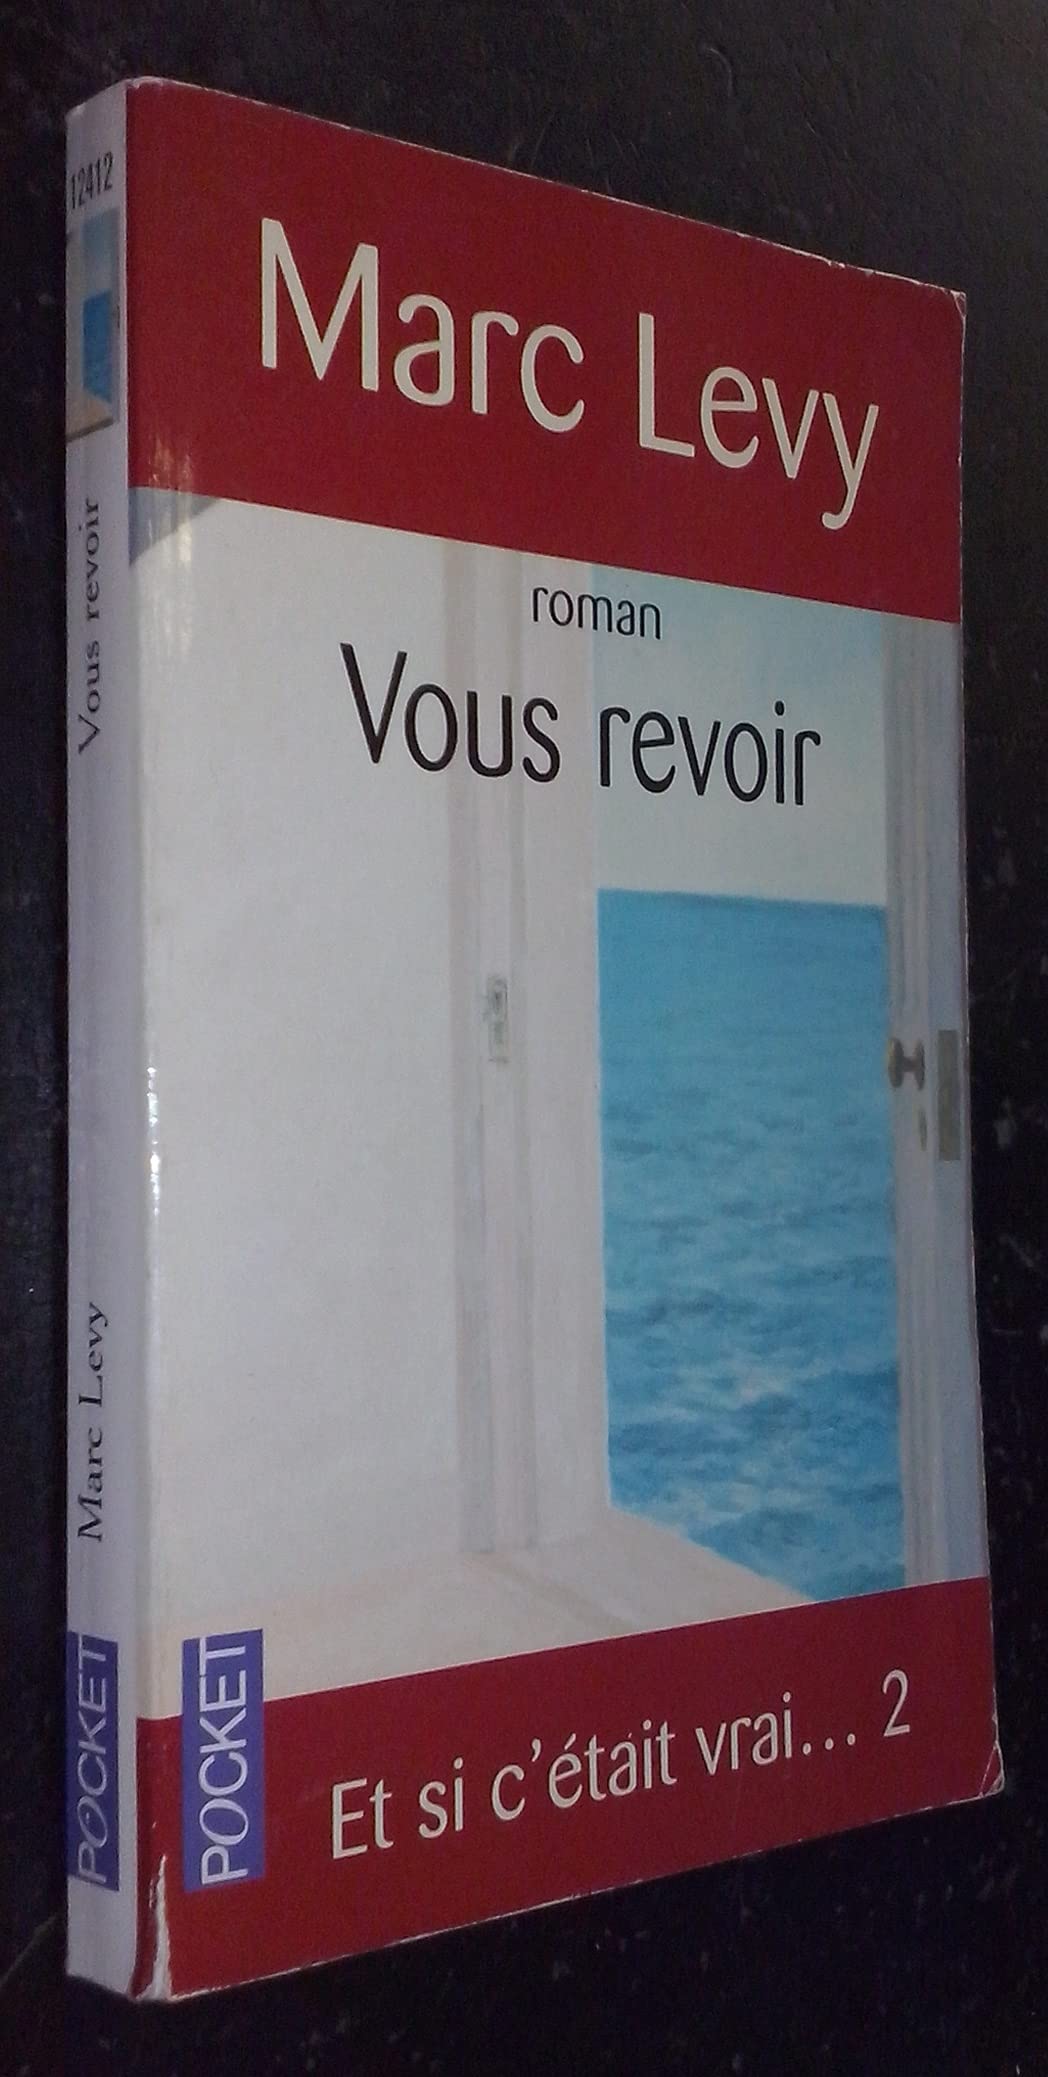 12412
Vous revoir
Marc Levy
POCKET
Marc Levy
roman
Vous revoir
POCKET
Et si c'était vrai... 2